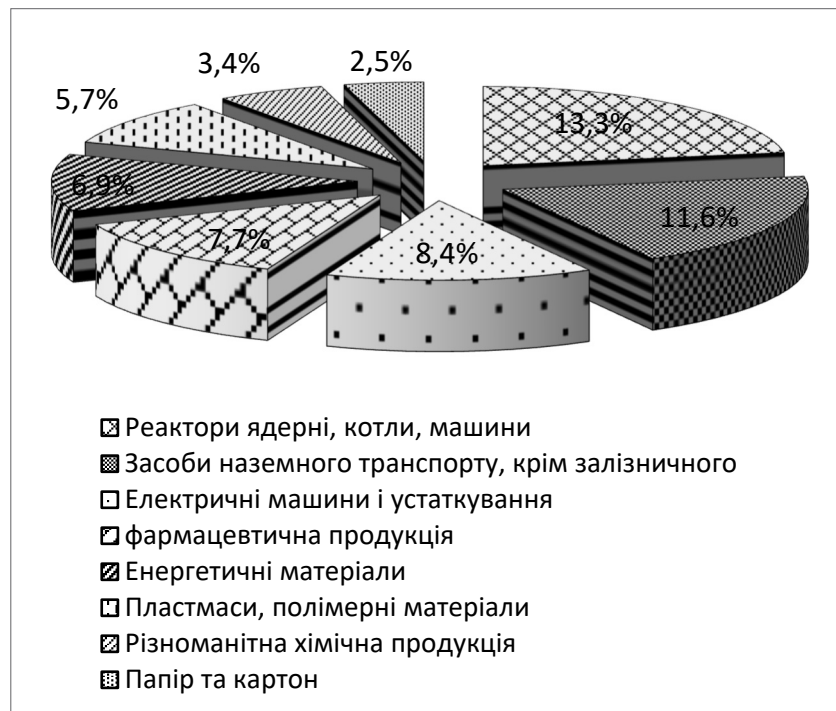 2,5%
3,4%
5,7%
13,3%
6,9%
11,6%
7,7%
8,4%
Реактори ядерні, котли, машини
Засоби наземного транспорту, крім залізничного
Електричні машини і устаткування
фармацевтична продукція
Енергетичні матеріали
Пластмаси, полімерні матеріали
Різноманітна хімічна продукція
Папір та картон